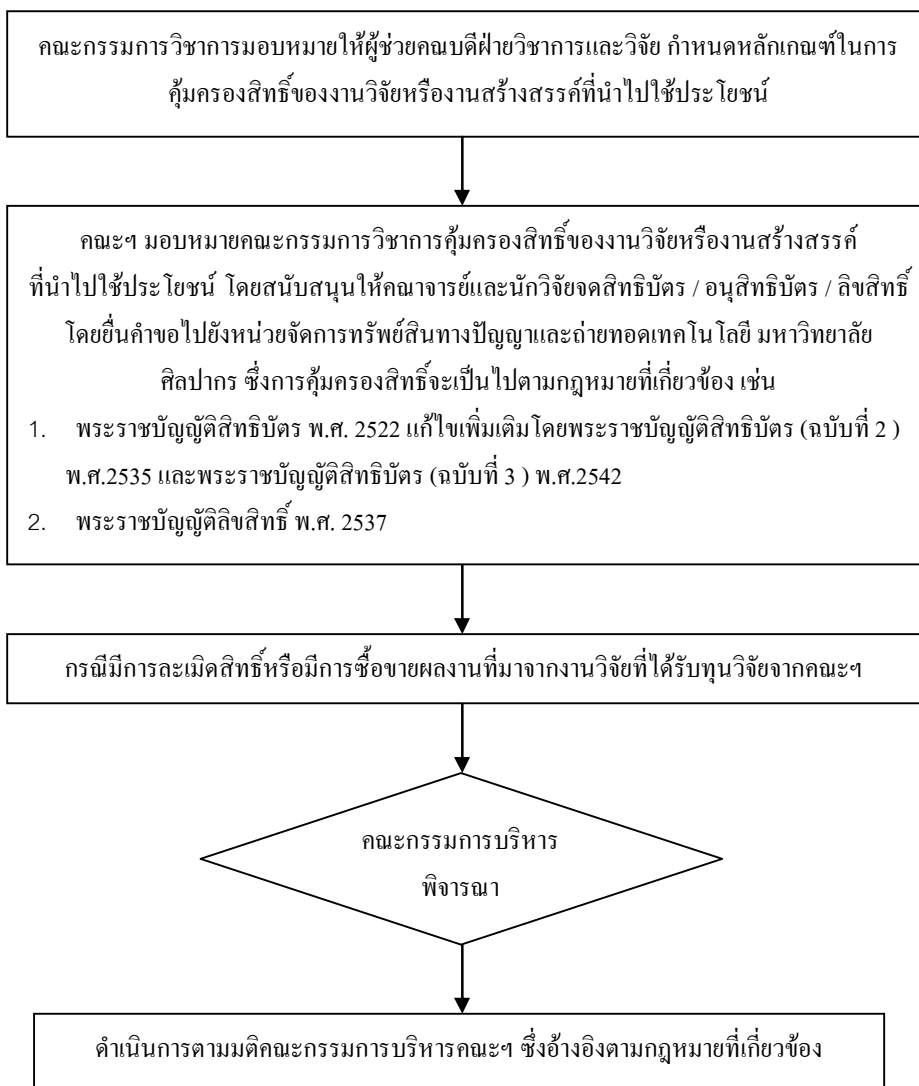 คณะกรรมการวิชาการมอบหมายให้ผู้ช่วยคณบดีฝ่ายวิชาการและวิจัย กำหนดหลักเกณฑ์ในการ
คุ้มครองสิทธิ์ของงานวิจัยหรืองานสร้างสรรค์ที่นำไปใช้ประโยชน์
คณะฯ มอบหมายคณะกรรมการวิชาการคุ้มครองสิทธิ์ของงานวิจัยหรืองานสร้างสรรค์
ที่นำไปใช้ประโยชน์ โดยสนับสนุนให้คณาจารย์และนักวิจัยจดสิทธิบัตร / อนุสิทธิบัตร / ลิขสิทธิ์
โดยยื่นคำขอไปยังหน่วยจัดการทรัพย์สินทางปัญญาและถ่ายทอดเทคโนโลยี มหาวิทยาลัย
ศิลปากร ซึ่งการคุ้มครองสิทธิ์จะเป็นไปตามกฎหมายที่เกี่ยวข้อง เช่น
1. พระราชบัญญัติสิทธิบัตร พ.ศ. 2522 แก้ไขเพิ่มเติมโดยพระราชบัญญัติสิทธิบัตร (ฉบับที่ 2 )
พ.ศ.2535 และพระราชบัญญัติสิทธิบัตร (ฉบับที่ 3 ) พ.ศ.2542
2. พระราชบัญญัติลิขสิทธิ์ พ.ศ. 2537
กรณีมีการละเมิดสิทธิ์หรือมีการซื้อขายผลงานที่มาจากงานวิจัยที่ได้รับทุนวิจัยจากคณะฯ
คณะกรรมการบริหาร
พิจารณา
ดำเนินการตามมติคณะกรรมการบริหารคณะฯ ซึ่งอ้างอิงตามกฎหมายที่เกี่ยวข้อง